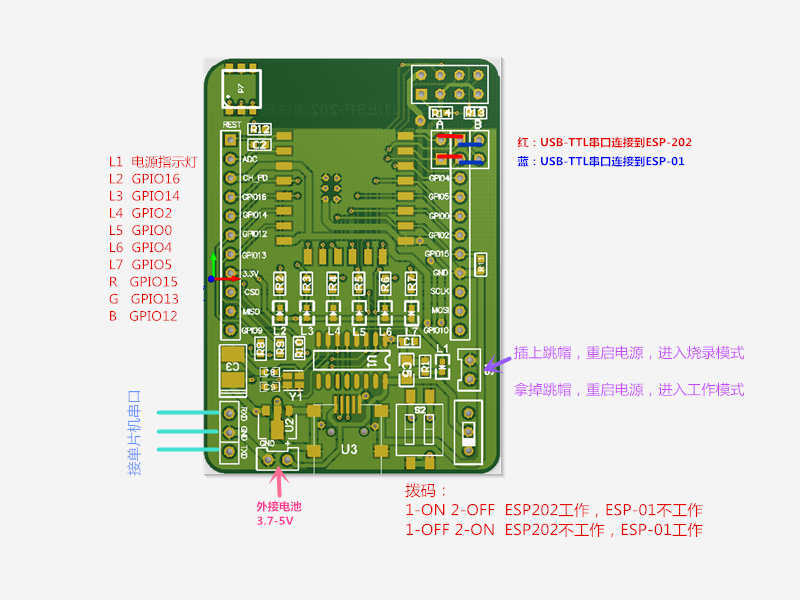 R7
REST
R12
C2
ADC
CH_PD
GPIO16
GPIO14
GPIO12
GPIO13
3.3V
CSO
MISO
GPIO9
R14 R13
A B
GPIO4
GPIO5
GPIO0
GPIO2
GPIO15
GND
SCLK
MOSI
GPIO10
R11
红：USB-TTL串口连接到ESP-202
蓝：USB-TTL串口连接到ESP-01
L1 电源指示灯
L2 GPIO16
L3 GPIO14
L4 GPIO2
L5 GPIO0
L6 GPIO4
L7 GPIO5
R GPIO15
G GPIO13
B GPIO12
R2 R3 R4 R5 R6 R7
L2 L3 L4 L5 L6 L7
R8 R9 R10
C1
L1
U1
C3
C8
C9
Y1
C5
R1
插上跳帽，重启电源，进入烧录模式
拿掉跳帽，重启电源，进入工作模式
接单片机串口
RXD
GND
TXD
U2
GND +
U3
S2
外接电池
3.7-5V
拨码：
1-ON 2-OFF ESP202工作，ESP-01不工作
1-OFF 2-ON ESP202不工作，ESP-01工作